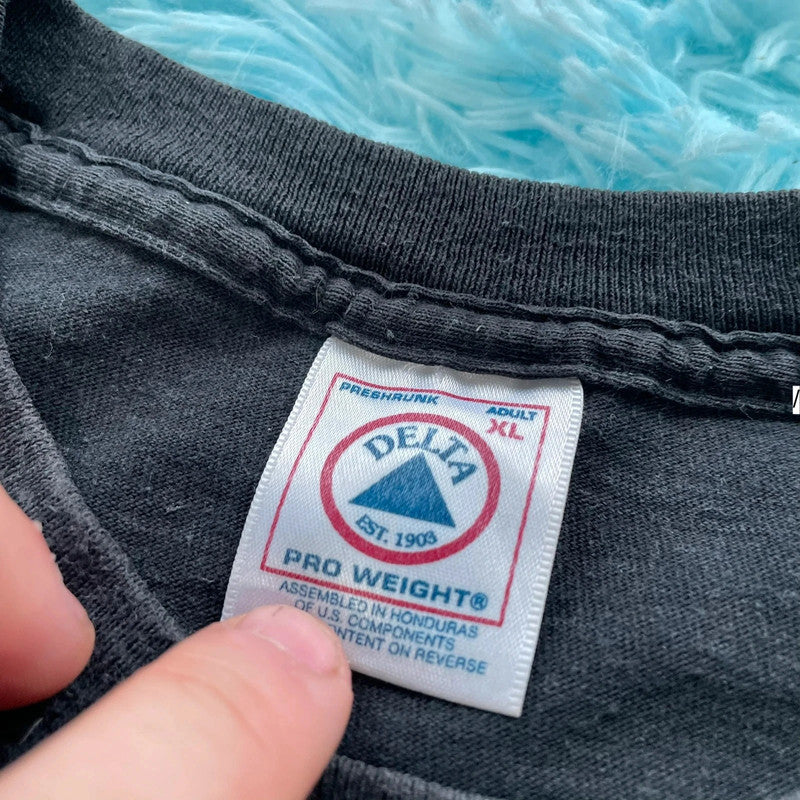 PRESHRUNK
ADULT
XL
DELTA
EST. 1903
PRO WEIGHT®
ASSEMBLED IN HONDURAS
OF U.S. COMPONENTS
CONTENT ON REVERSE